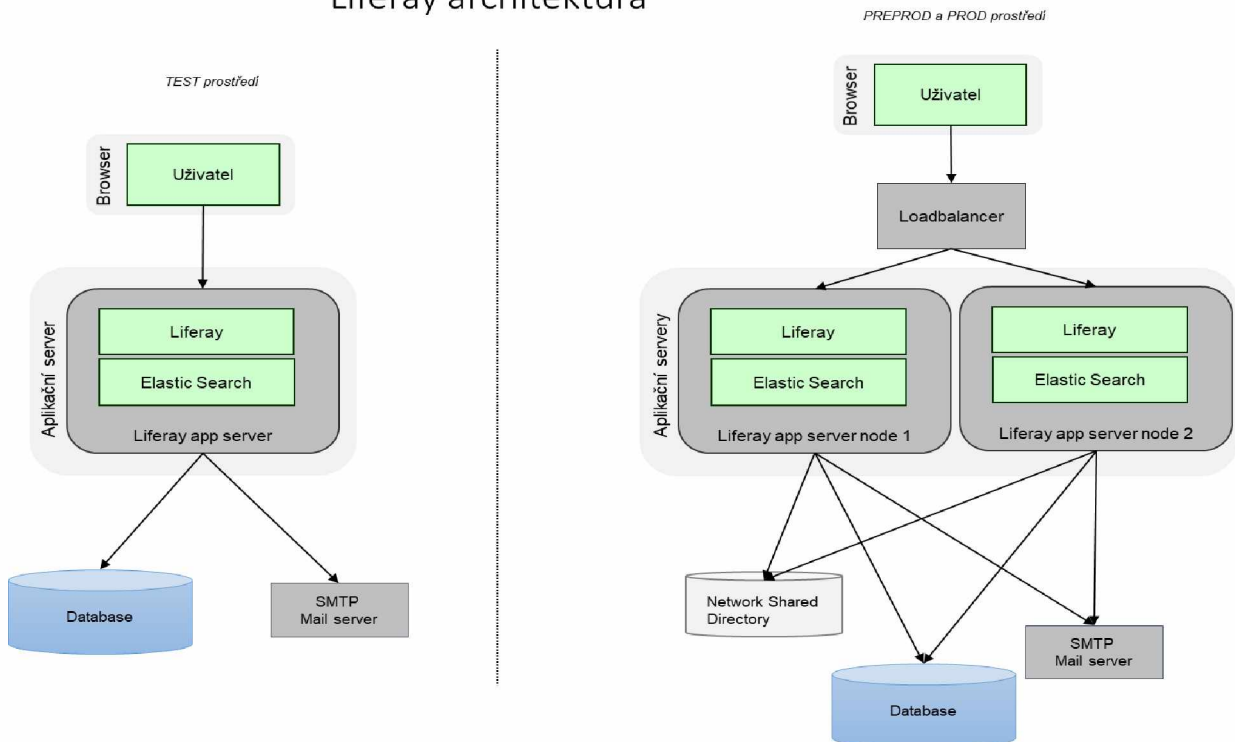 Liferay architektura
TEST prostředí
Browser
Uživatel
Aplikační server
Liferay
Elastic Search
Liferay app server
Database
SMTP
Mail server
PREPROD a PROD prostředí
Browser
Uživatel
Loadbalancer
Aplikační servery
Liferay
Elastic Search
Liferay app server node 1
Liferay
Elastic Search
Liferay app server node 2
Network Shared
Directory
SMTP
Mail server
Database